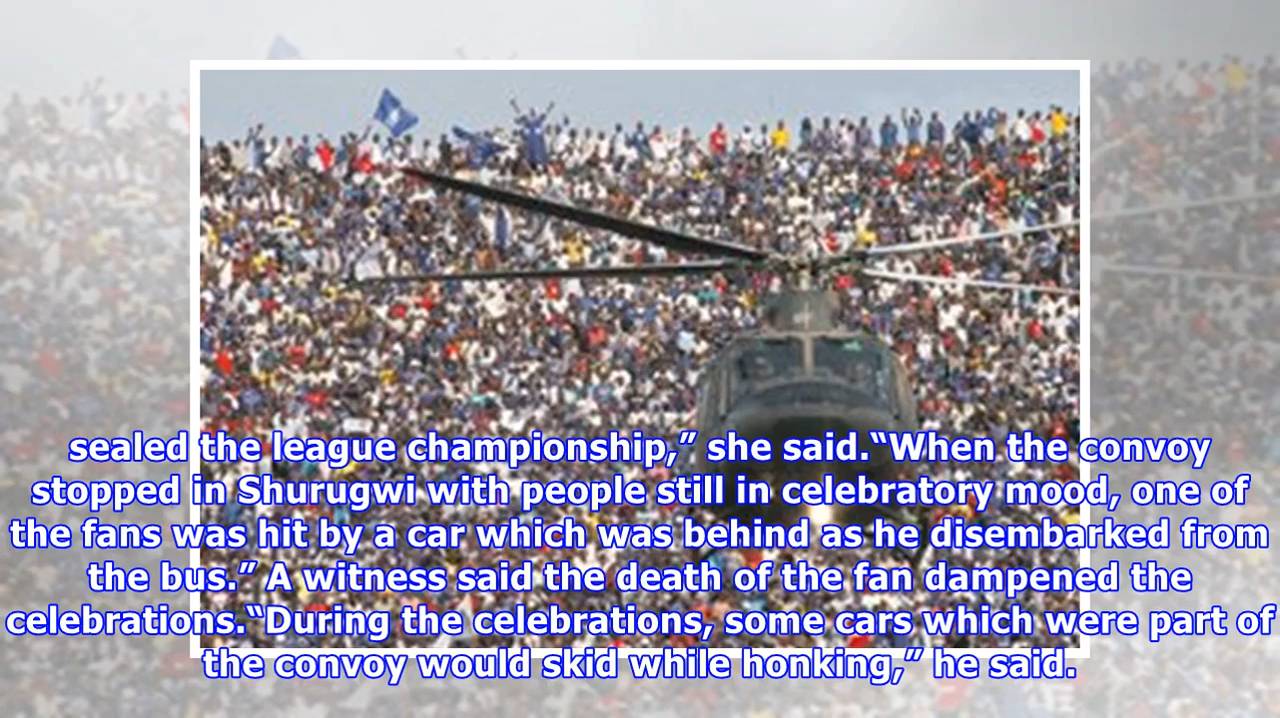 sealed the league championship,” she said.“When the convoy
stopped in Shurugwi with people still in celebratory mood, one of
the fans was hit by a car which was behind as he disembarked from
the bus.” A witness said the death of the fan dampened the
celebrations.“During the celebrations, some cars which were part of
the convoy would skid while honking,” he said.